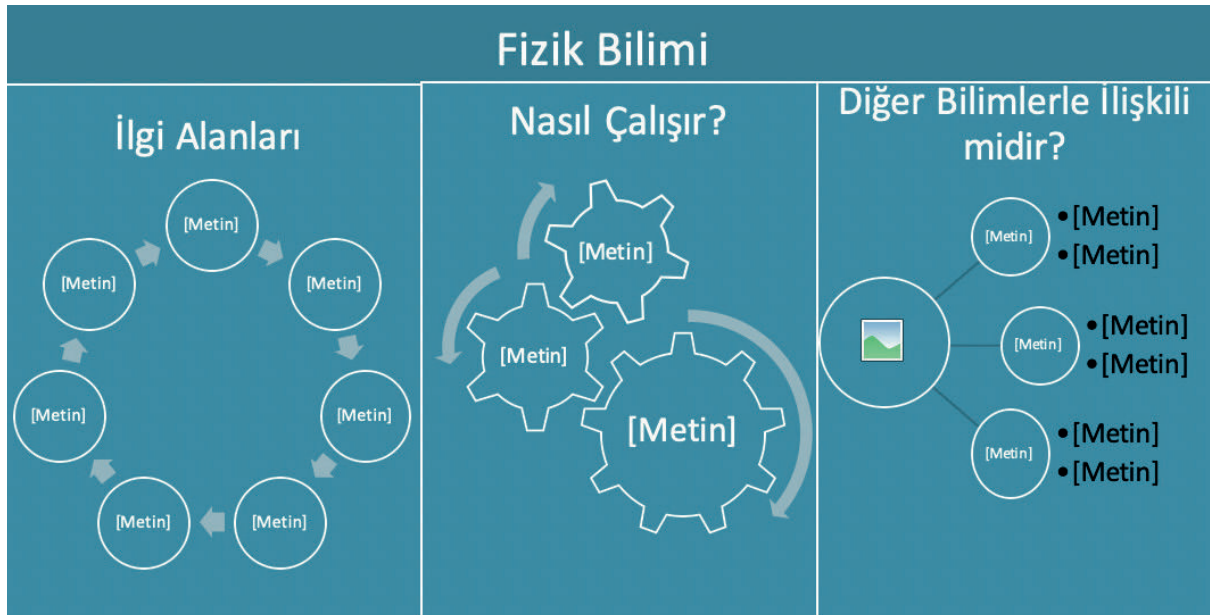 Fizik Bilimi
İlgi Alanları
[Metin]
[Metin]
[Metin]
[Metin]
[Metin]
[Metin]
[Metin]
Nasıl Çalışır?
[Metin]
[Metin]
[Metin]
Diğer Bilimlerle İlişkili
midir?
[Metin]
•[Metin]
•[Metin]
[Metin]
•[Metin]
•[Metin]
[Metin]
•[Metin]
•[Metin]